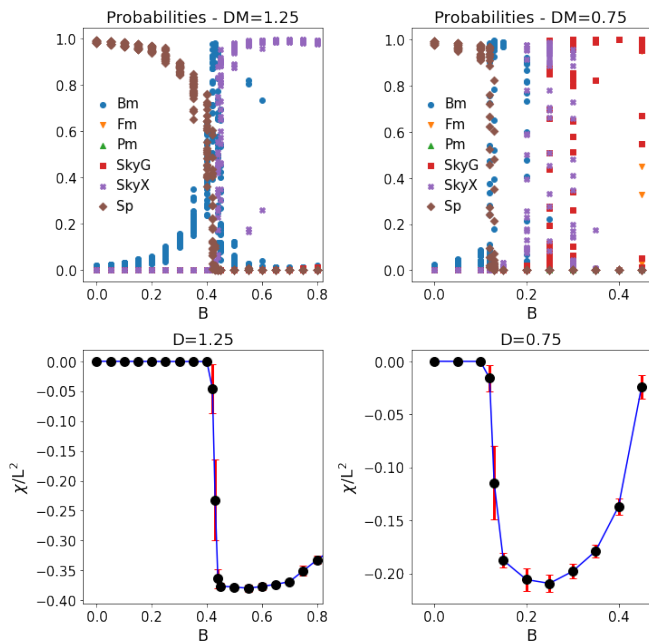 Probabilities - DM=1.25
1.0
0.8
0.6
0.4
0.2
0.0
Bm
Fm
Pm
SkyG
SkyX
Sp
0.0 0.2 0.4 0.6 0.8
B
Probabilities - DM=0.75
1.0
0.8
0.6
0.4
0.2
0.0
Bm
Fm
Pm
SkyG
SkyX
Sp
0.0 0.2 0.4
B
D=1.25
χ/L²
0.00
−0.05
−0.10
−0.15
−0.20
−0.25
−0.30
−0.35
−0.40
0.0 0.2 0.4 0.6 0.8
B
D=0.75
χ/L²
0.00
−0.05
−0.10
−0.15
−0.20
0.0 0.2 0.4
B